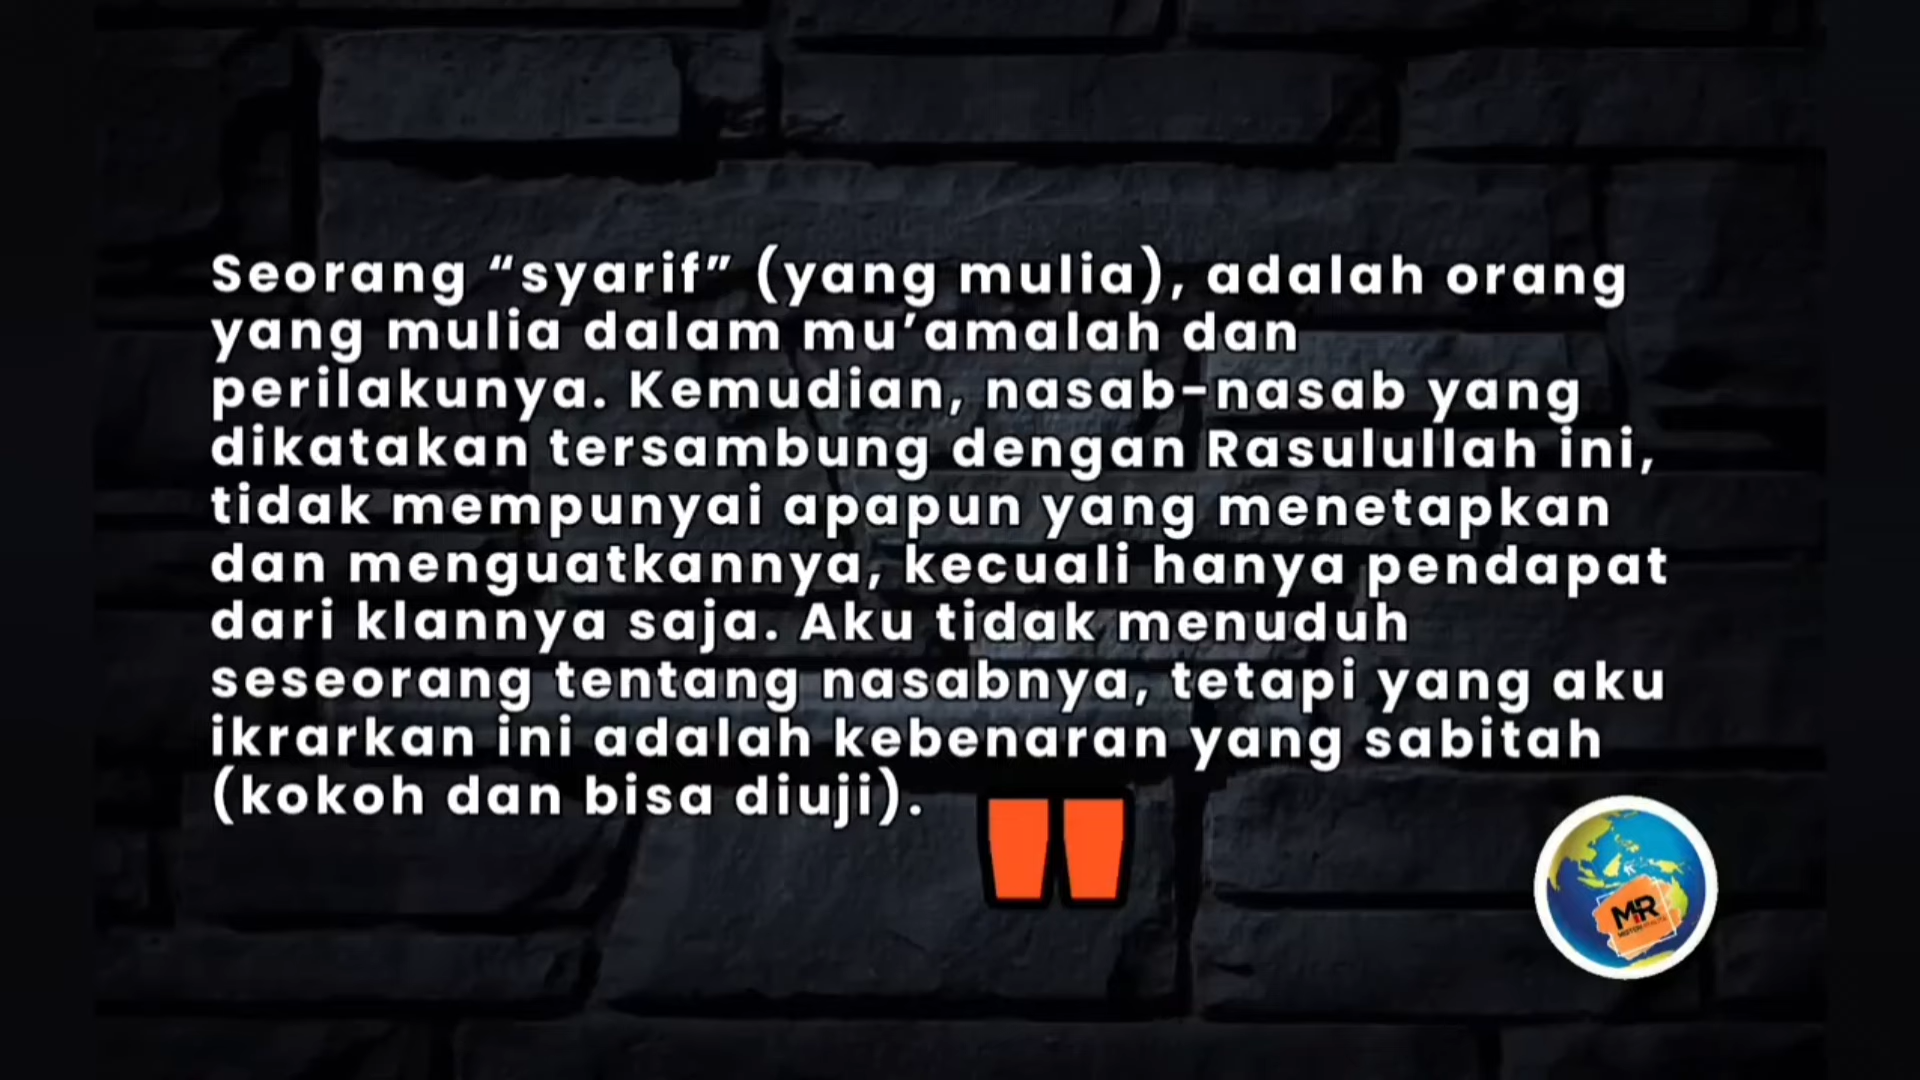 Seorang “syarif” (yang mulia), adalah orang
yang mulia dalam mu’amalah dan
perilakunya. Kemudian, nasab-nasab yang
dikatakan tersambung dengan Rasulullah ini,
tidak mempunyai apapun yang menetapkan
dan menguatkannya, kecuali hanya pendapat
dari klannya saja. Aku tidak menuduh
seseorang tentang nasabnya, tetapi yang aku
ikrarkan ini adalah kebenaran yang sabitah
(kokoh dan bisa diuji).
"
MR